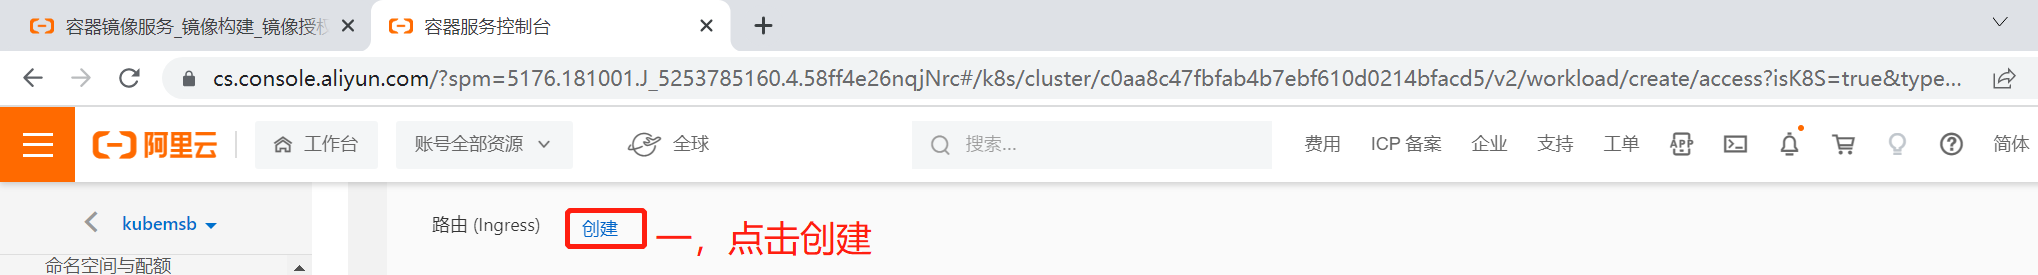 容器镜像服务_镜像构建_镜像授权
容器服务控制台
cs.console.aliyun.com/?spm=5176.181001.J_5253785160.4.58ff4e26nqjNrc#/k8s/cluster/c0aa8c47fbfab4b7ebf610d0214bfacd5/v2/workload/create/access?isK8S=true&type...
阿里云 工作台 账号全部资源 全球 搜索... 费用 ICP 备案 企业 支持 工单 APP 简体
kubemsb 路由 (Ingress) 创建 一，点击创建
命名空间与配额